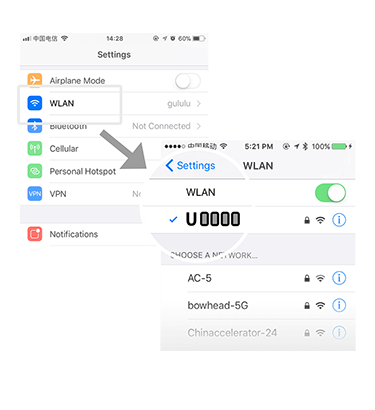 中国电信 14:28 60%
Settings
Airplane Mode
WLAN gululu
Bluetooth Not Connected
Cellular
Personal Hotspot
VPN
VPN
Notifications
中国移动 5:21 PM 100%
Settings WLAN
WLAN
U0000
CHOOSE A NETWORK...
AC-5
bowhead-5G
Chinaccelerator-24